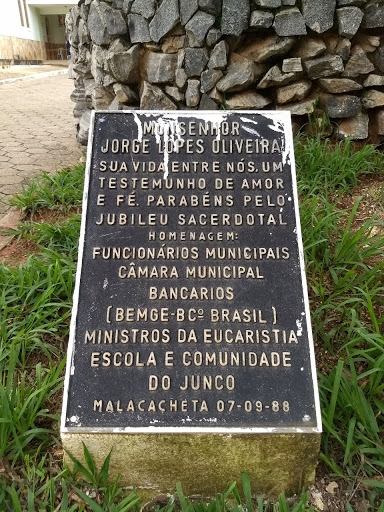 MONSENHOR
JORGE LOPES OLIVEIRA
SUA VIDA ENTRE NÓS, UM
TESTEMUNHO DE AMOR
E FÉ. PARABÉNS PELO
JUBILEU SACERDOTAL
HOMENAGEM:
FUNCIONÁRIOS MUNICIPAIS
CÂMARA MUNICIPAL
BANCARIOS
(BEMGE-BCº BRASIL)
MINISTROS DA EUCARISTIA
ESCOLA E COMUNIDADE
DO JUNCO
MALACACHETA 07-09-88